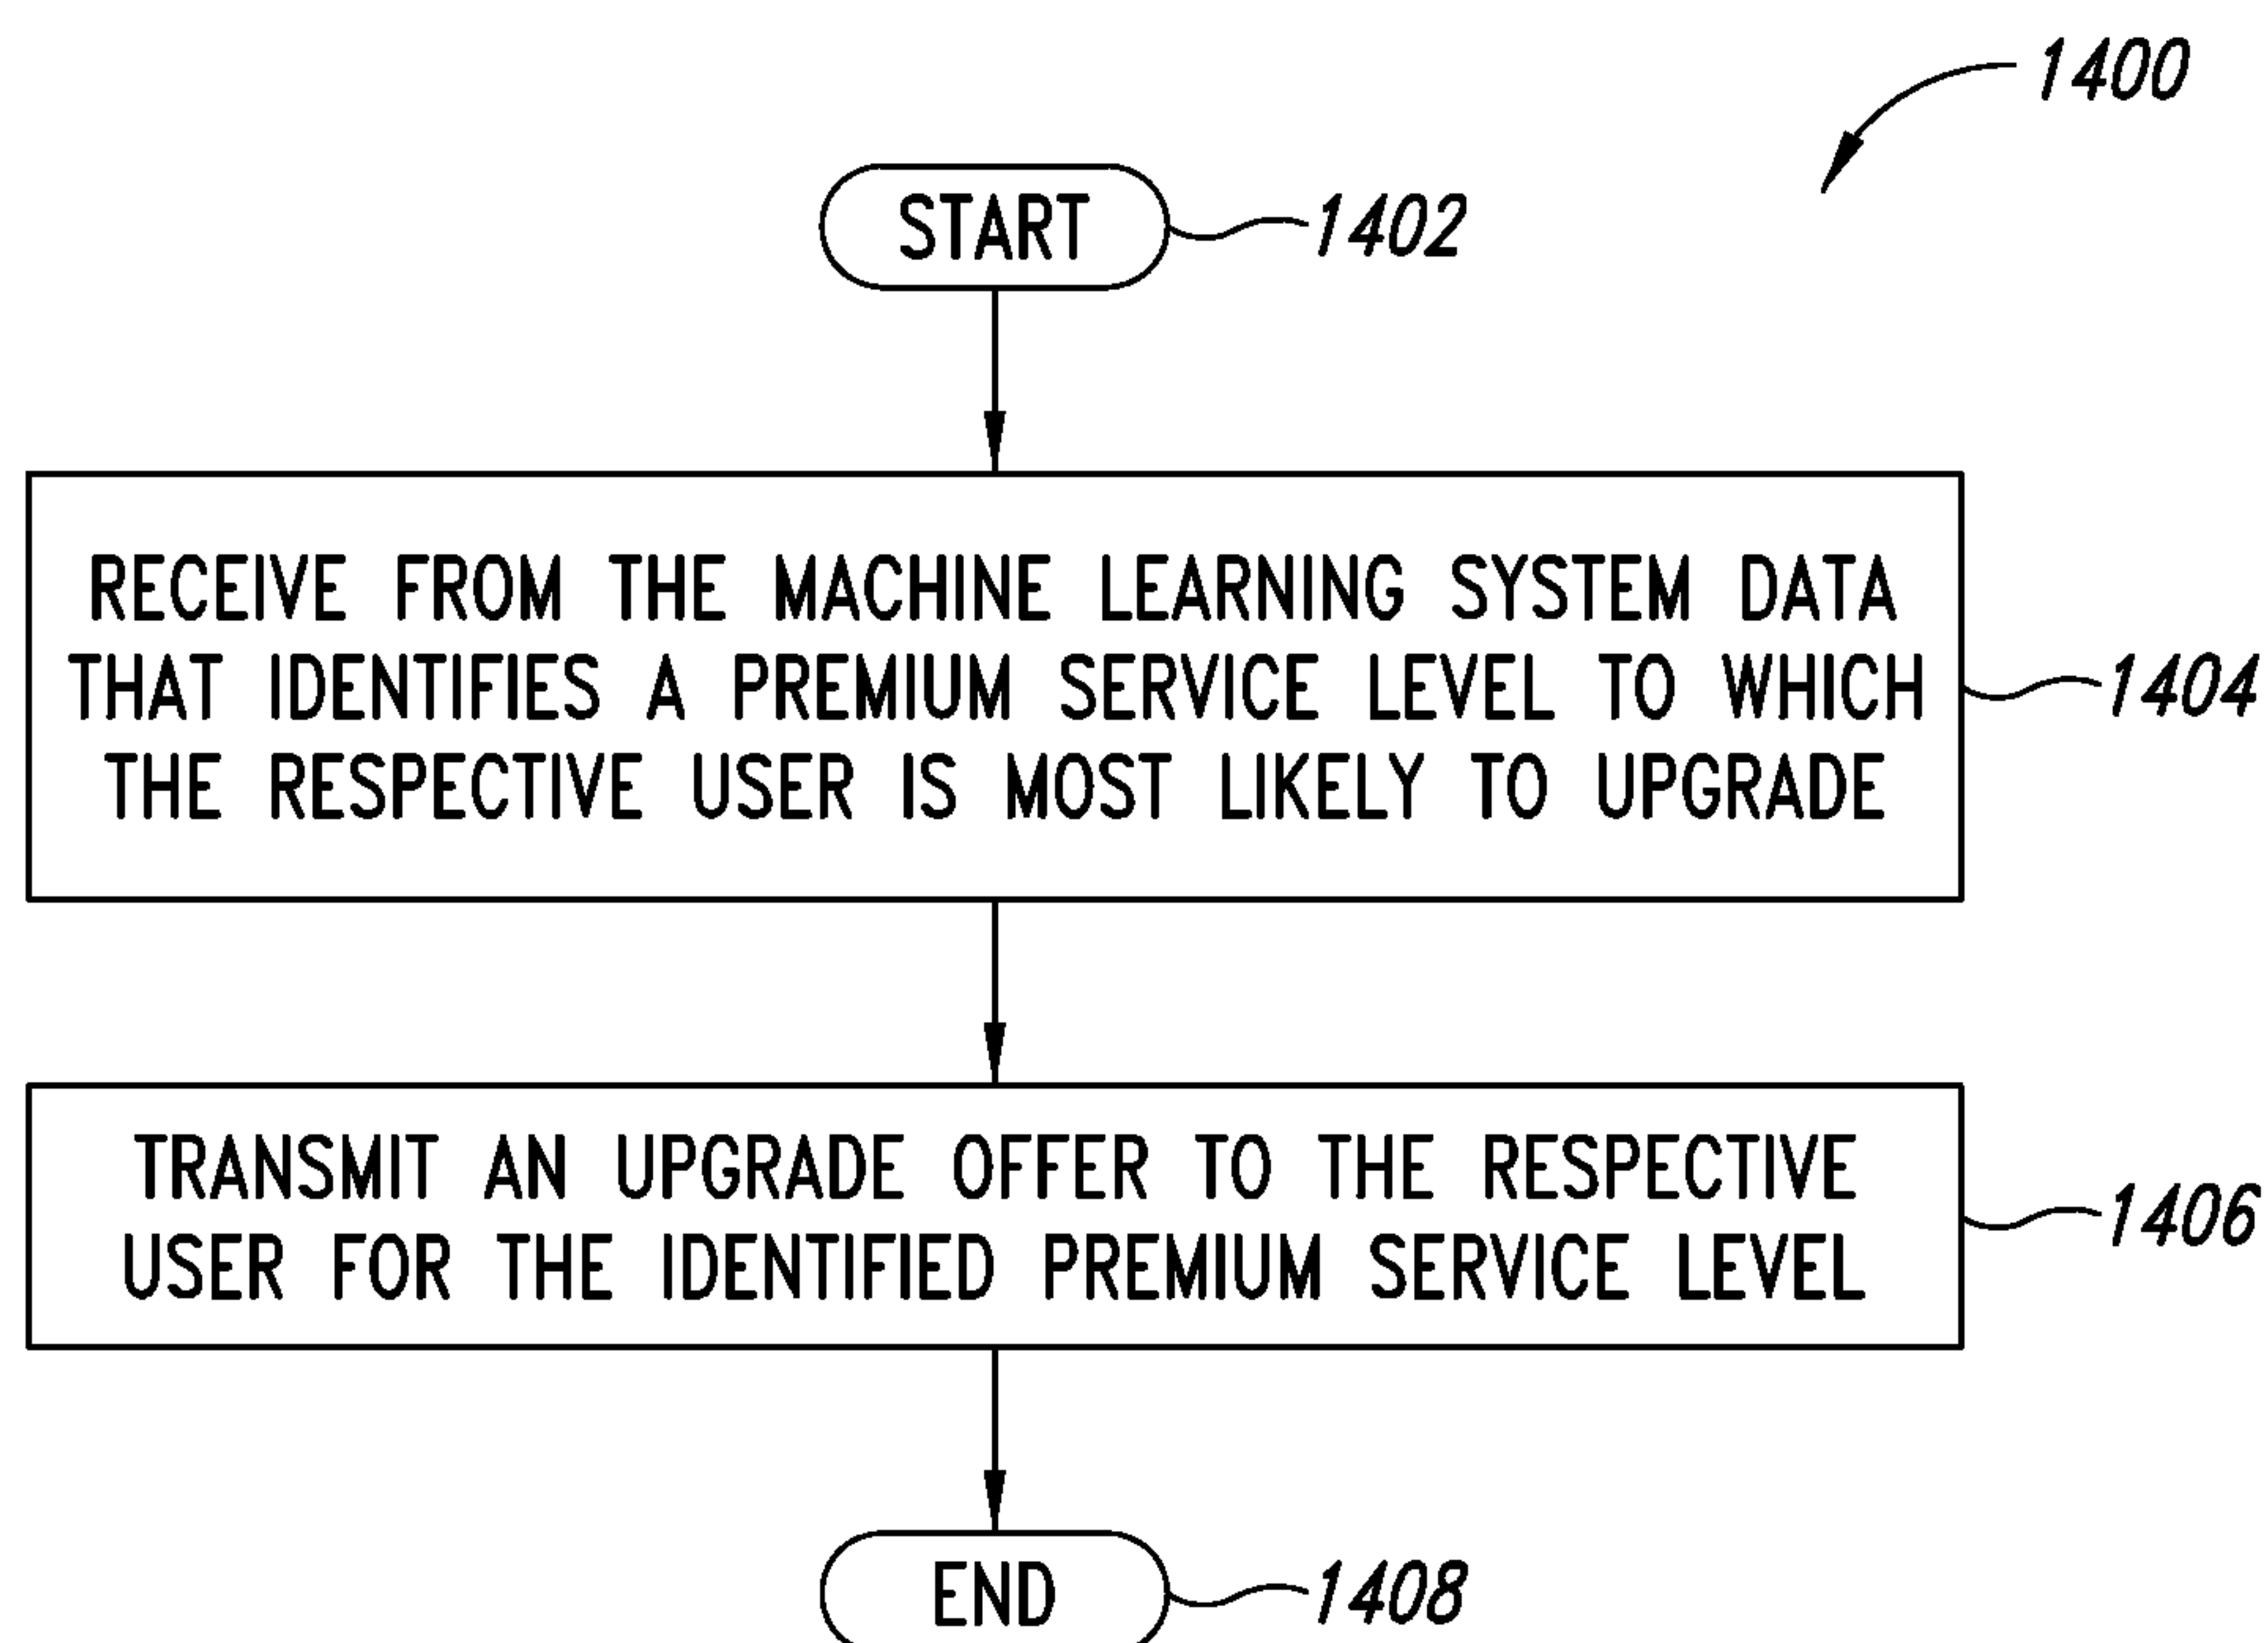 1400
START
1402
RECEIVE FROM THE MACHINE LEARNING SYSTEM DATA
THAT IDENTIFIES A PREMIUM SERVICE LEVEL TO WHICH
THE RESPECTIVE USER IS MOST LIKELY TO UPGRADE
1404
TRANSMIT AN UPGRADE OFFER TO THE RESPECTIVE
USER FOR THE IDENTIFIED PREMIUM SERVICE LEVEL
1406
END
1408